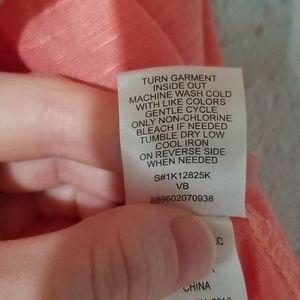 TURN GARMENT
INSIDE OUT
MACHINE WASH COLD
WITH LIKE COLORS
GENTLE CYCLE
ONLY NON-CHLORINE
BLEACH IF NEEDED
TUMBLE DRY LOW
COOL IRON
ON REVERSE SIDE
WHEN NEEDED
S#1K12825K
VB
889602070938
C
CHINA